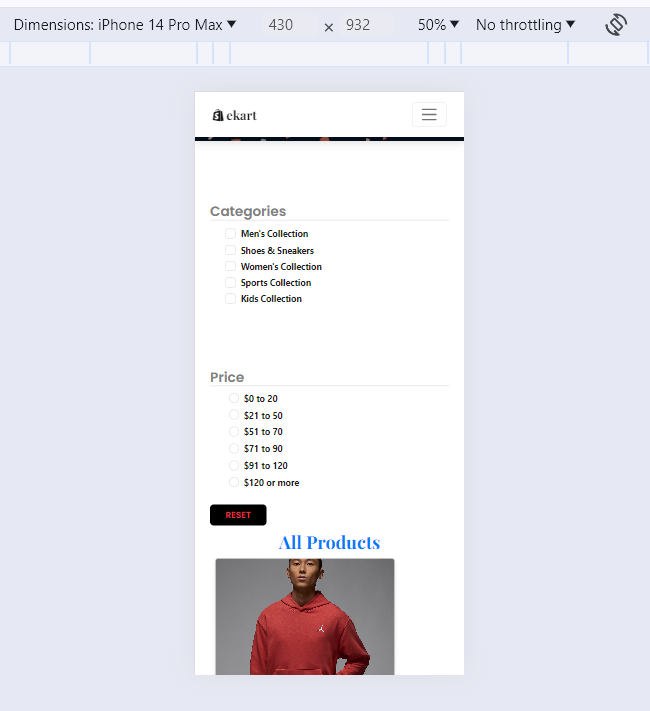 Dimensions: iPhone 14 Pro Max ▼ 430 × 932 50% ▼ No throttling ▼
ekart
Categories
Men's Collection
Shoes & Sneakers
Women's Collection
Sports Collection
Kids Collection
Price
$0 to 20
$21 to 50
$51 to 70
$71 to 90
$91 to 120
$120 or more
RESET
All Products